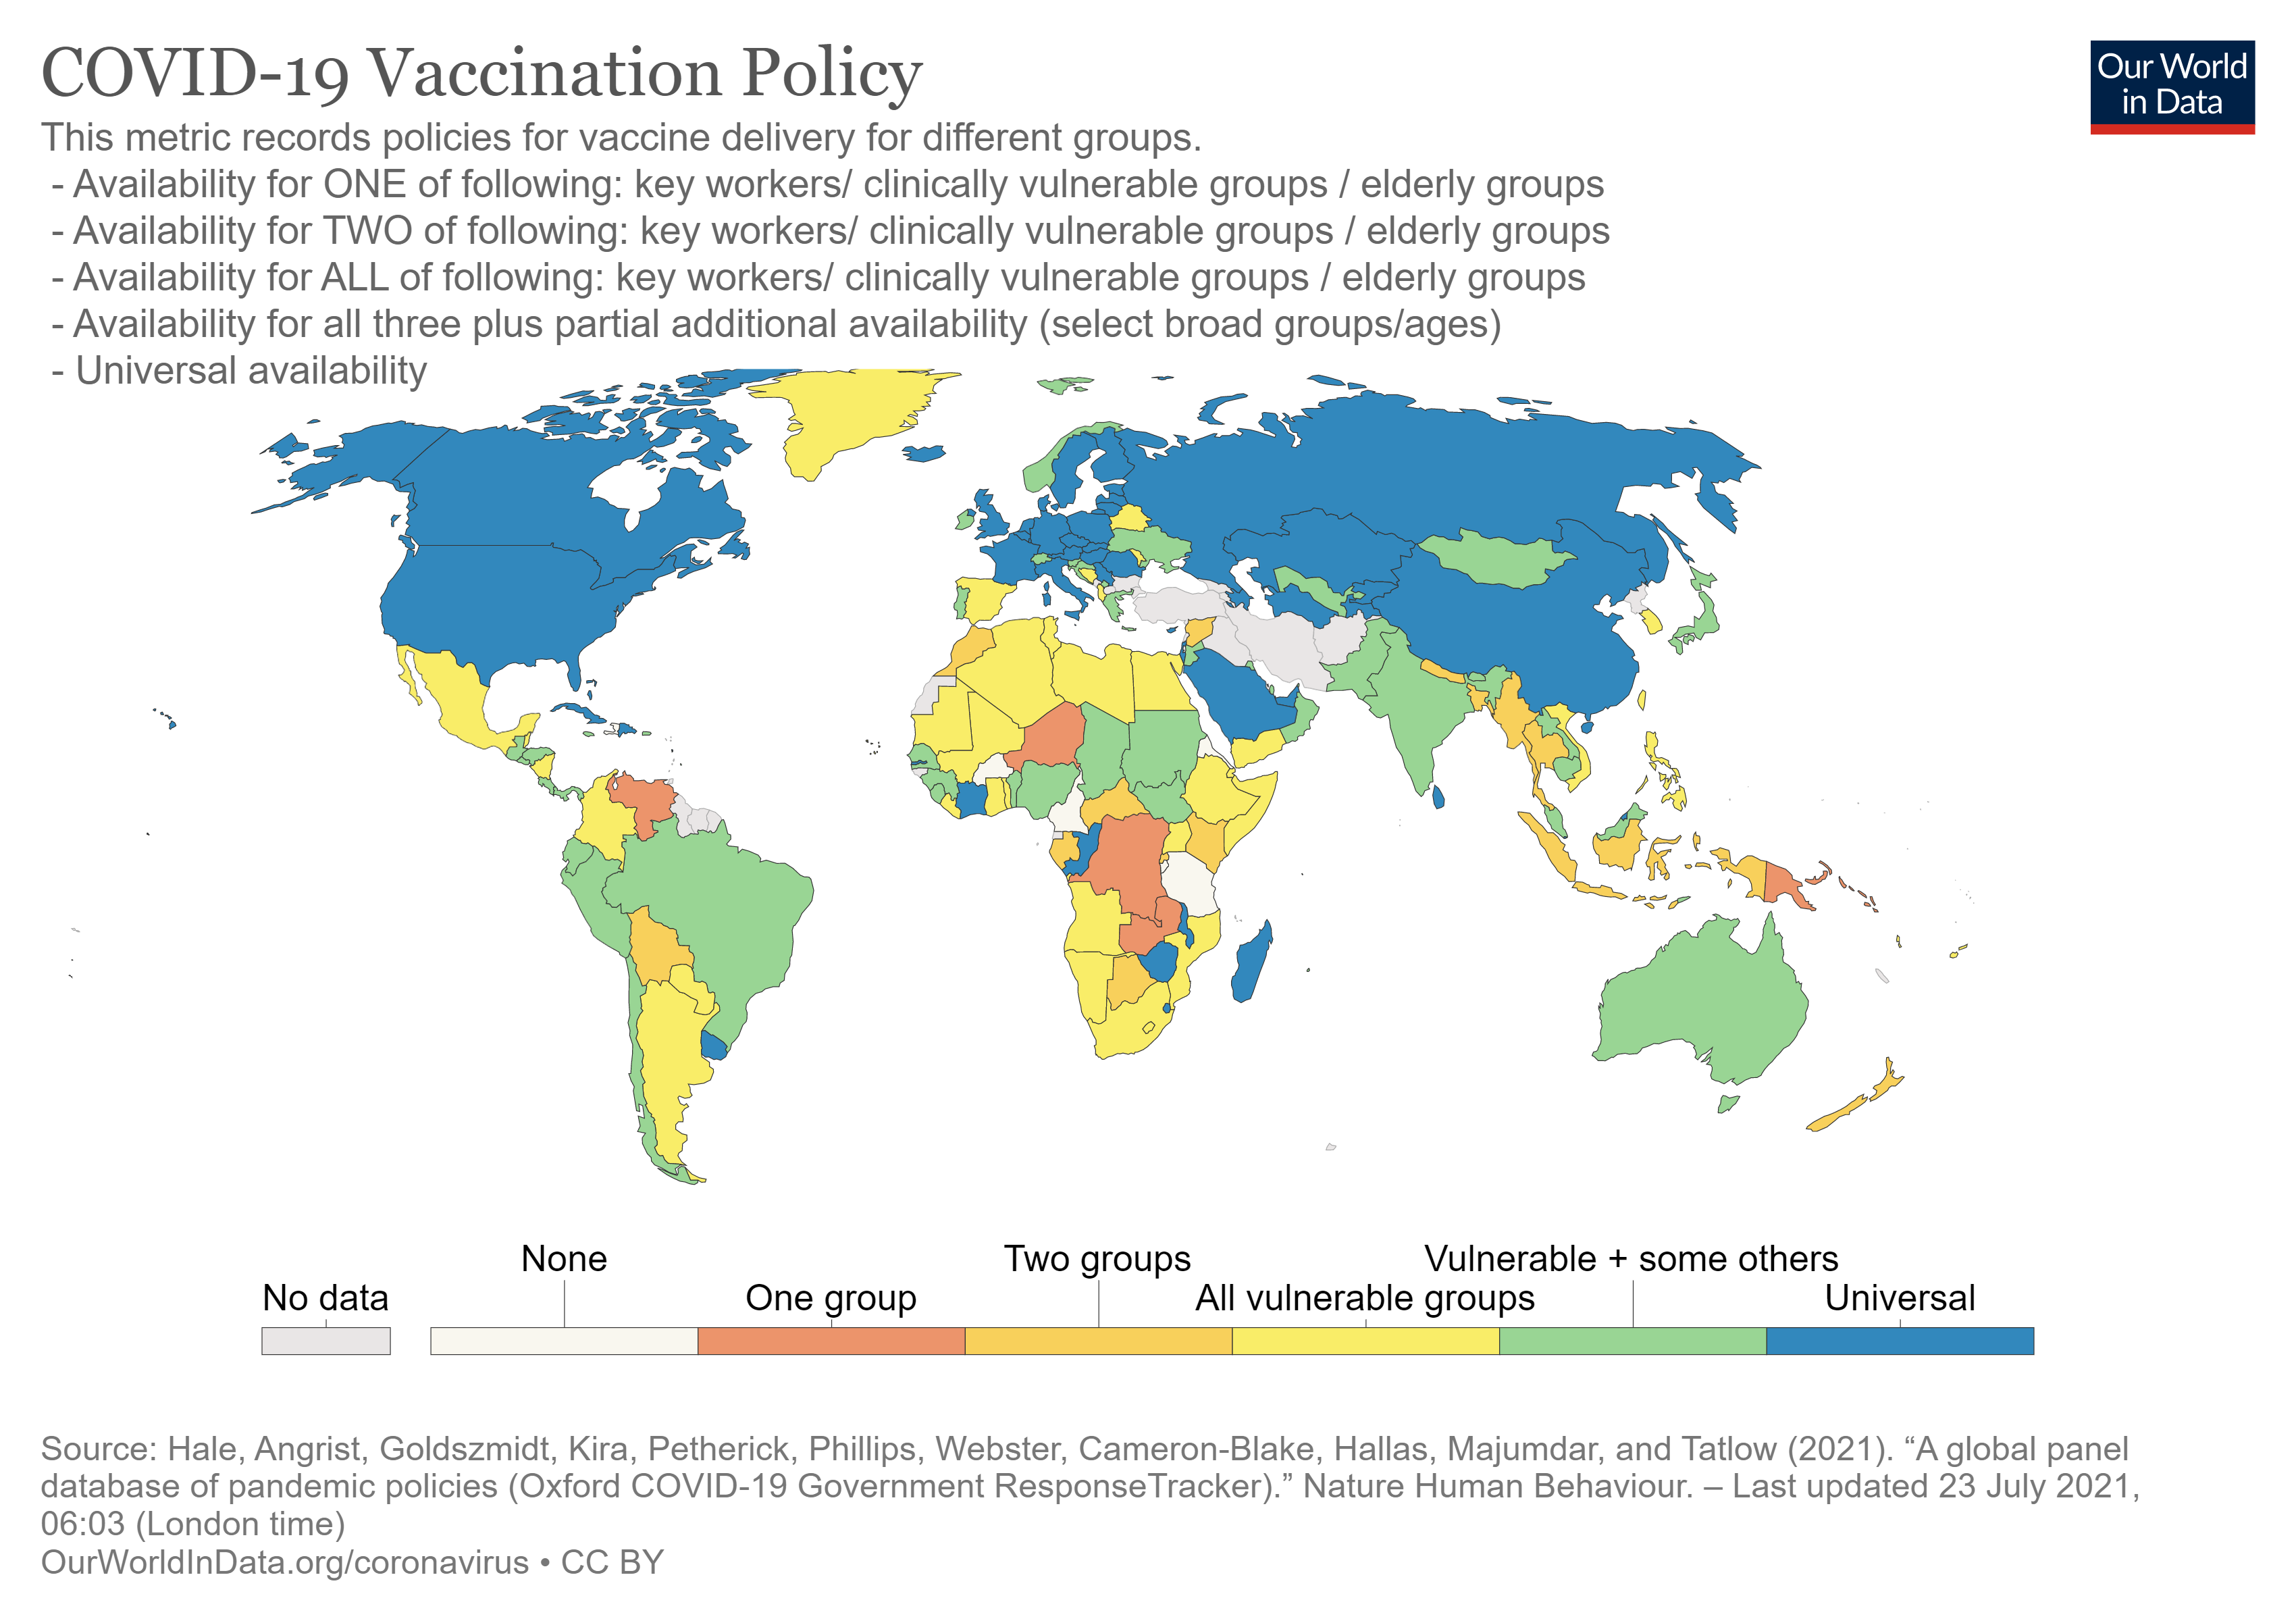 COVID-19 Vaccination Policy
Our World
in Data
This metric records policies for vaccine delivery for different groups.
- Availability for ONE of following: key workers/ clinically vulnerable groups / elderly groups
- Availability for TWO of following: key workers/ clinically vulnerable groups / elderly groups
- Availability for ALL of following: key workers/ clinically vulnerable groups / elderly groups
- Availability for all three plus partial additional availability (select broad groups/ages)
- Universal availability
None
Two groups
Vulnerable + some others
No data
One group
All vulnerable groups
Universal
Source: Hale, Angrist, Goldszmidt, Kira, Petherick, Phillips, Webster, Cameron-Blake, Hallas, Majumdar, and Tatlow (2021). “A global panel
database of pandemic policies (Oxford COVID-19 Government ResponseTracker).” Nature Human Behaviour. – Last updated 23 July 2021,
06:03 (London time)
OurWorldInData.org/coronavirus • CC BY